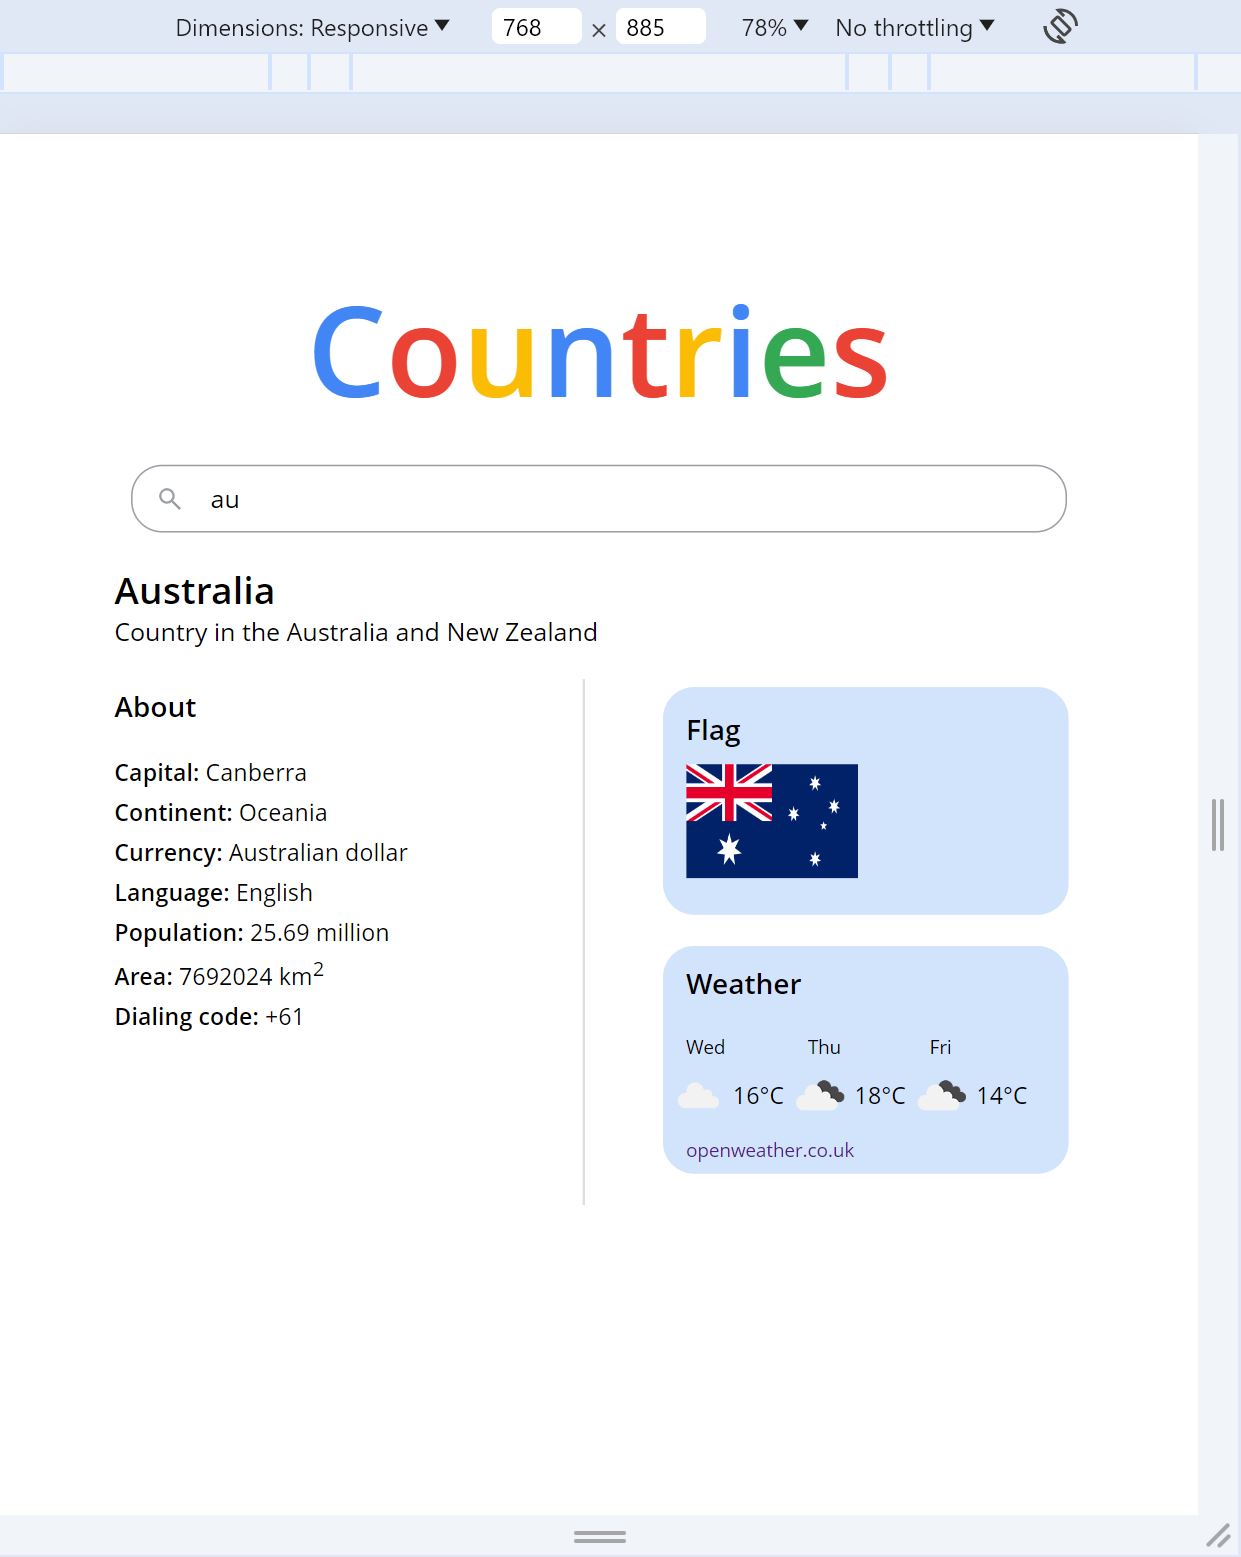 Dimensions: Responsive 768 × 885 78% No throttling
Countries
au
Australia
Country in the Australia and New Zealand
About
Capital: Canberra
Continent: Oceania
Currency: Australian dollar
Language: English
Population: 25.69 million
Area: 7692024 km²
Dialing code: +61
Flag
Weather
Wed Thu Fri
16°C 18°C 14°C
openweather.co.uk